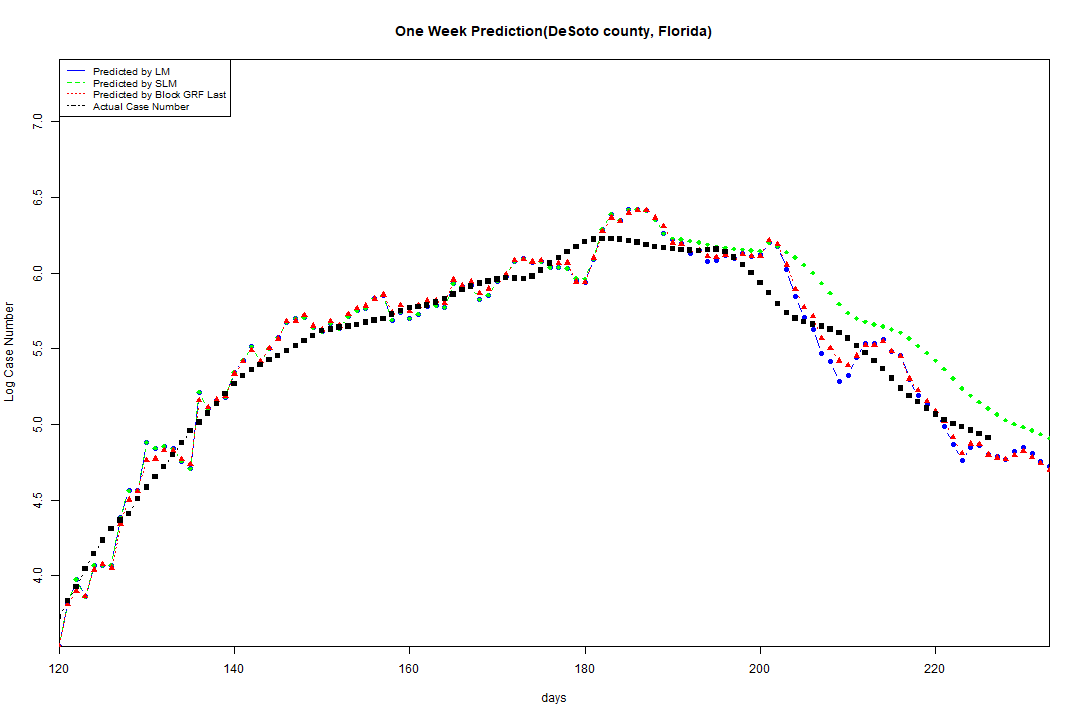 One Week Prediction(DeSoto county, Florida)
Predicted by LM
Predicted by SLM
Predicted by Block GRF Last
Actual Case Number
7.0
6.5
6.0
5.5
5.0
4.5
4.0
Log Case Number
120 140 160 180 200 220
days